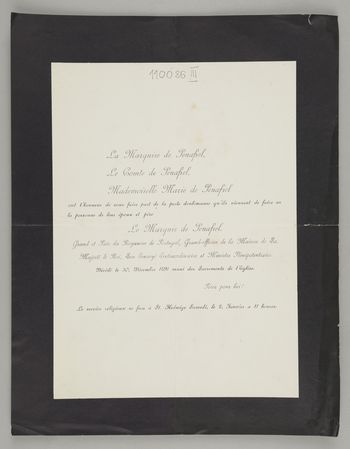 110086 III
La Marquise de Penafiel,
Le Comte de Penafiel,
Mademoiselle Marie de Penafiel
ont l'honneur de vous faire part de la perte douloureuse qu'ils viennent de faire en
la personne de leur époux et père
Le Marquis de Penafiel,
Grand et Pair du Royaume de Portugal, Grand-officier de la Maison de Sa
Majesté le Roi, Son Envoyé Extraordinaire et Ministre Plénipotentiaire.
Décédé le 30 Décembre 1891 muni des Sacrements de l'Eglise.
Priez pour lui!
Le service religieux se fera à St. Hedwige le 2 Janvier à 11 heures.